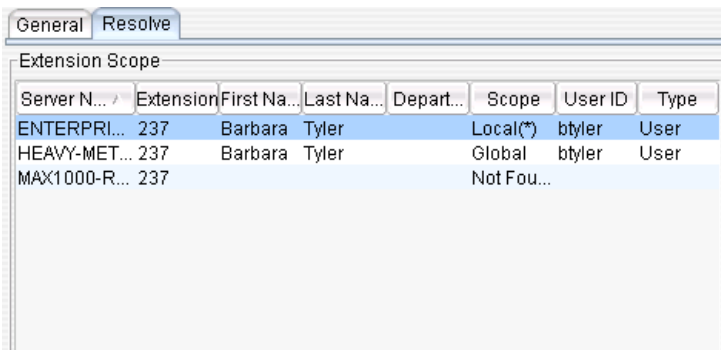 General Resolve
Extension Scope
Server N... Extension First Na... Last Na... Depart... Scope User ID Type
ENTERPRI... 237 Barbara Tyler Local(*) btyler User
HEAVY-MET... 237 Barbara Tyler Global btyler User
MAX1000-R... 237 Not Fou...